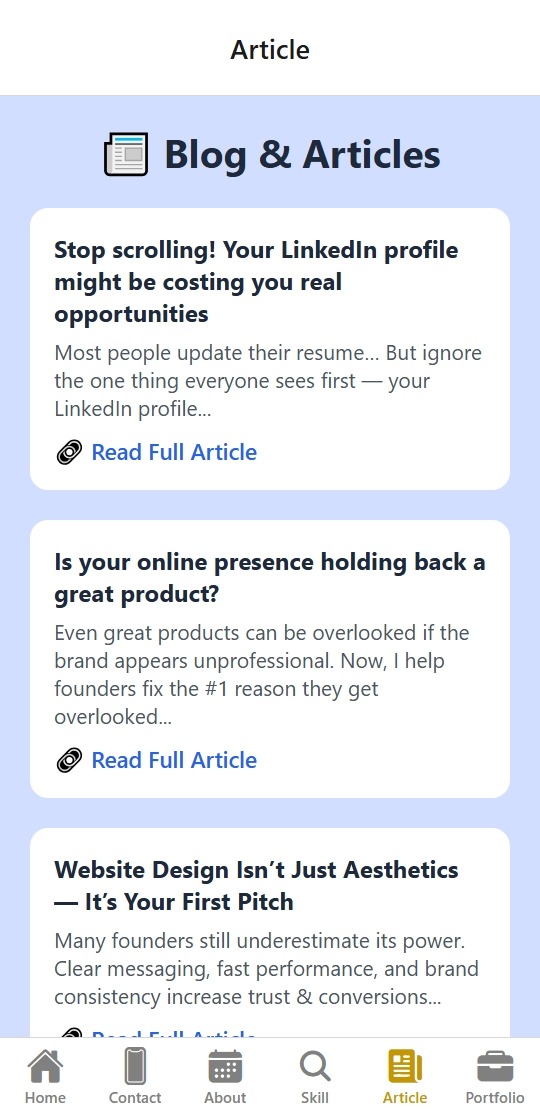 Article
Blog & Articles
Stop scrolling! Your LinkedIn profile
might be costing you real
opportunities
Most people update their resume... But ignore
the one thing everyone sees first — your
LinkedIn profile...
Read Full Article
Is your online presence holding back a
great product?
Even great products can be overlooked if the
brand appears unprofessional. Now, I help
founders fix the #1 reason they get
overlooked...
Read Full Article
Website Design Isn’t Just Aesthetics
— It’s Your First Pitch
Many founders still underestimate its power.
Clear messaging, fast performance, and brand
consistency increase trust & conversions...
Read Full Article
Home
Contact
About
Skill
Article
Portfolio